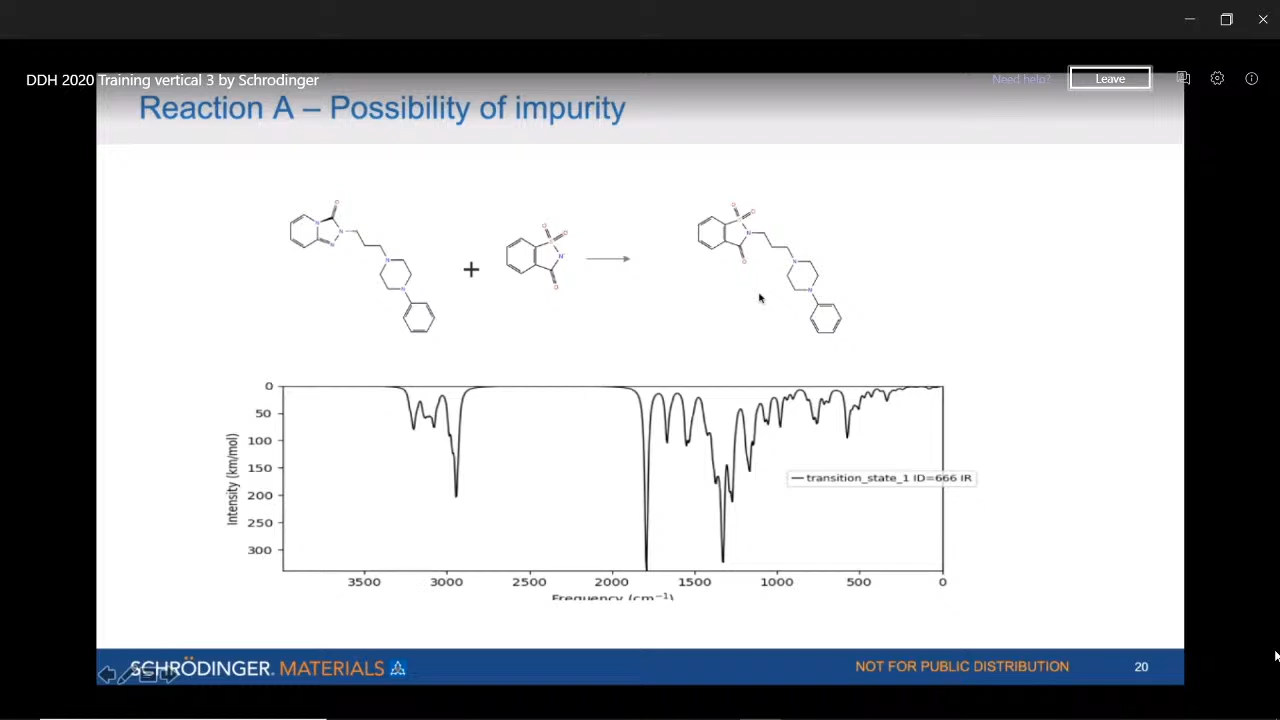 DDH 2020 Training vertical 3 by Schrodinger
Need help?
Leave
Reaction A – Possibility of impurity
+
0
50
100
150
200
250
300
Intensity (km/mol)
transition_state_1 ID=666 IR
3500 3000 2500 2000 1500 1000 500 0
Frequency (cm⁻¹)
SCHRÖDINGER. MATERIALS
NOT FOR PUBLIC DISTRIBUTION
20